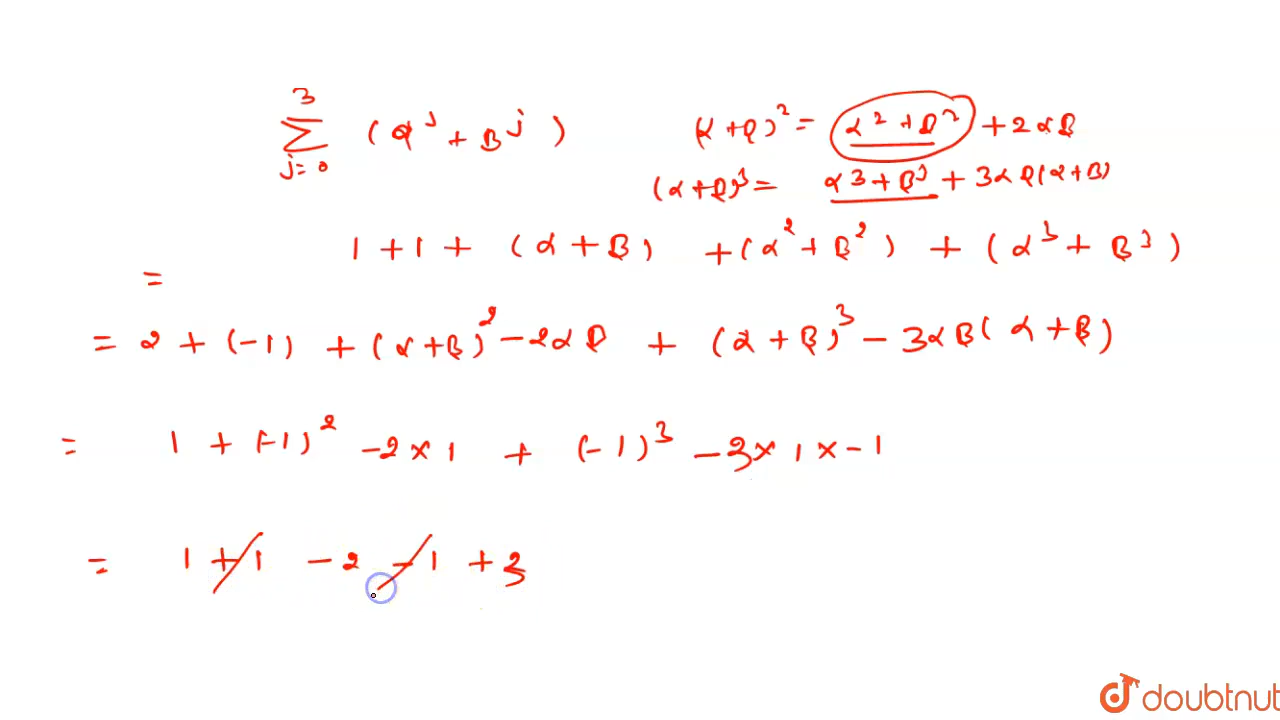 3
∑ (α^j + β^j)
j=0
(α+β)^2 = α^2 + β^2 + 2αβ
(α+β)^3 = α^3 + β^3 + 3αβ(α+β)
= 1 + 1 + (α + β) + (α^2 + β^2) + (α^3 + β^3)
= 2 + (-1) + (α+β)^2 - 2αβ + (α+β)^3 - 3αβ(α+β)
= 1 + (-1)^2 - 2×1 + (-1)^3 - 3×1×-1
= 1 + 1 - 2 - 1 + 3
doubtnut